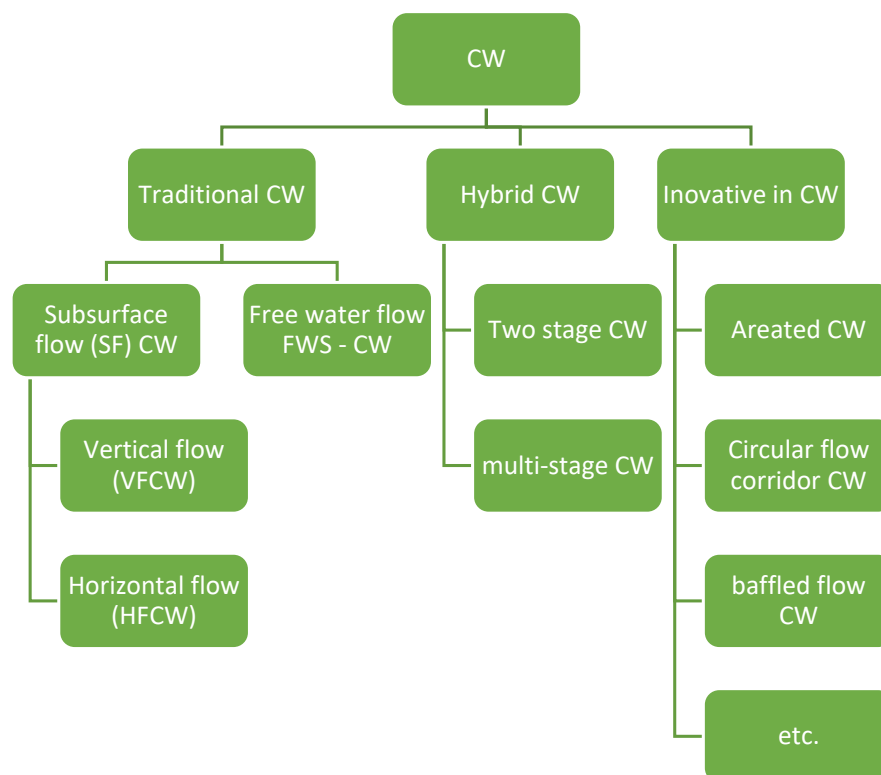 CW
Traditional CW
Hybrid CW
Inovative in CW
Subsurface
flow (SF) CW
Free water flow
FWS - CW
Two stage CW
Areated CW
Vertical flow
(VFCW)
multi-stage CW
Circular flow
corridor CW
Horizontal flow
(HFCW)
baffled flow
CW
etc.